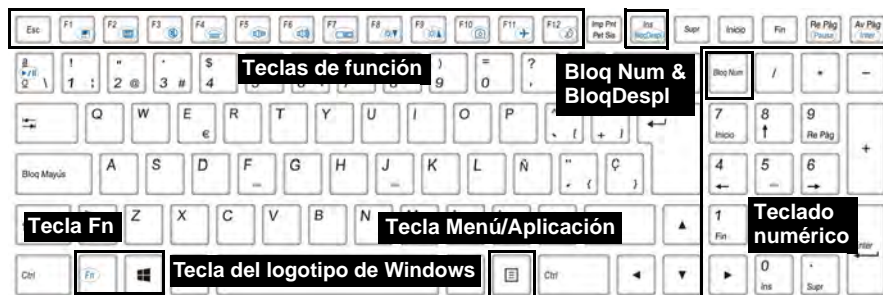 Esc F1 F2 F3 F4 F5 F6 F7 F8 F9 F10 F11 F12 Imp Pnt Ins Supr Inicio Fin Re Pág Av Pág
Pet Sis BloqDespl Pausa Inter
Teclas de función
Bloq Num &
BloqDespl
ª ! " · $ ) = ? Bloq Num / * -
º \ 1 : 2 @ 3 # 4 9 0 '
Q W E R T Y U I O P ^ 7 8 9
€ ` [ + ] Inicio Re Pág +
Bloq Mayús A S D F G H J K L Ñ ¨ Ç 4 5 6
{ }
Z X C V B N 1
Fin
Tecla Fn
Tecla Menú/Aplicación
Teclado
numérico
Ctrl Fn
Tecla del logotipo de Windows
Ctrl 0 .
Ins Supr